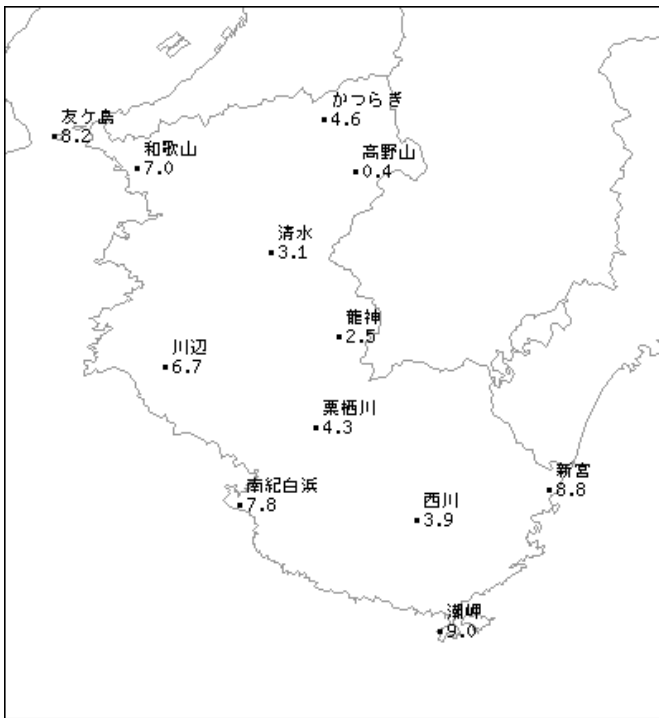 かつらぎ
4.6
友ケ島
8.2
和歌山
7.0
高野山
0.4
清水
3.1
龍神
2.5
川辺
6.7
栗栖川
4.3
新宮
8.8
南紀白浜
7.8
西川
3.9
潮岬
9.0